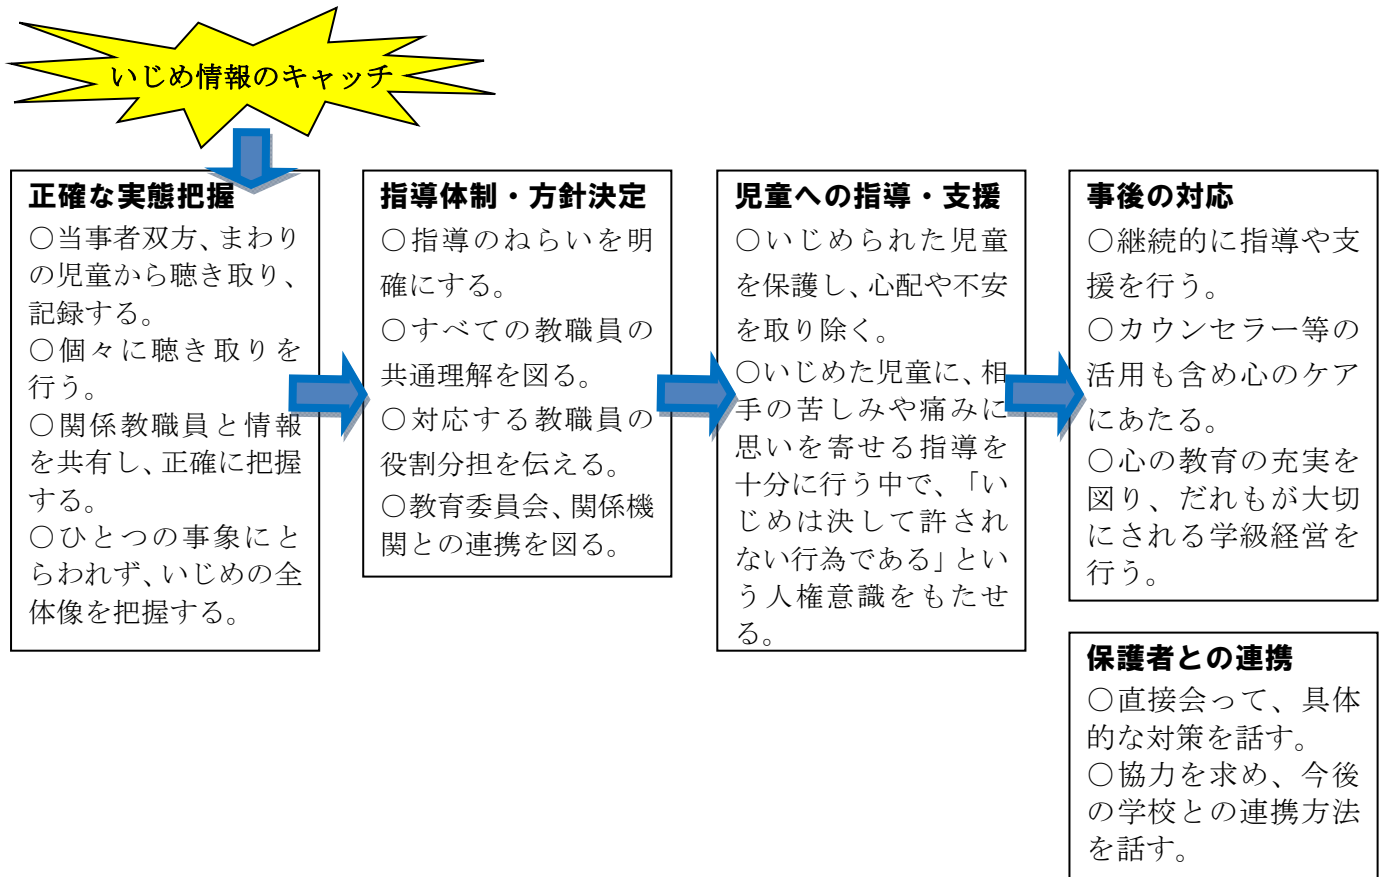 いじめ情報のキャッチ
正確な実態把握
○当事者双方、まわり
の児童から聴き取り、
記録する。
○個々に聴き取りを
行う。
○関係教職員と情報
を共有し、正確に把握
する。
○ひとつの事象にと
らわれず、いじめの全
体像を把握する。
指導体制・方針決定
○指導のねらいを明
確にする。
○すべての教職員の
共通理解を図る。
○対応する教職員の
役割分担を伝える。
○教育委員会、関係機
関との連携を図る。
児童への指導・支援
○いじめられた児童
を保護し、心配や不安
を取り除く。
○いじめた児童に、相
手の苦しみや痛みに
思いを寄せる指導を
十分に行う中で、「い
じめは決して許され
ない行為である」とい
う人権意識をもたせ
る。
事後の対応
○継続的に指導や支
援を行う。
○カウンセラー等の
活用も含め心のケア
にあたる。
○心の教育の充実を
図り、だれもが大切
にされる学級経営を
行う。
保護者との連携
○直接会って、具体
的な対策を話す。
○協力を求め、今後
の学校との連携方法
を話す。